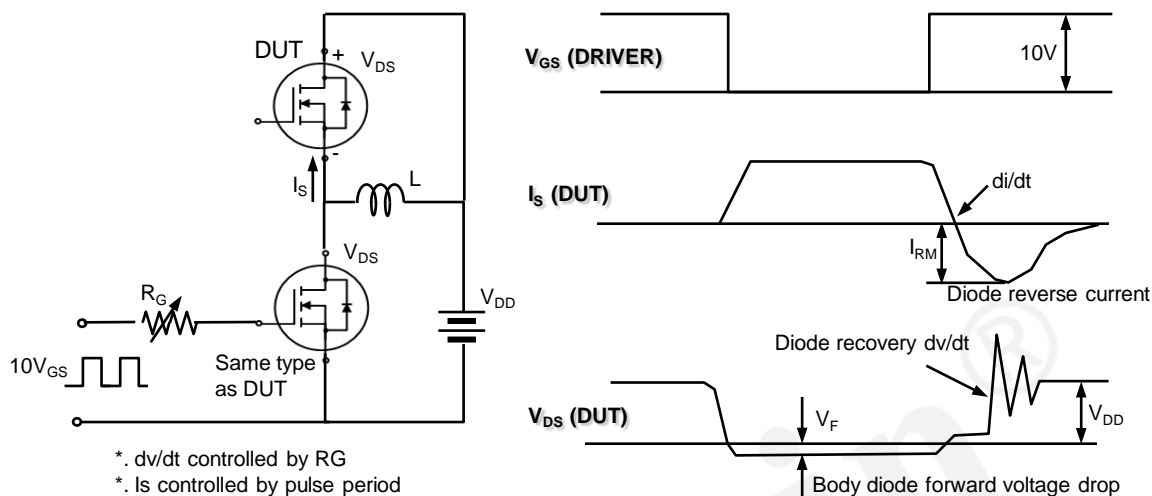 DUT
+
V_DS
-
I_S
L
V_DS
R_G
V_DD
10V_GS
Same type
as DUT
*. dv/dt controlled by RG
*. Is controlled by pulse period
V_GS (DRIVER)
10V
I_S (DUT)
di/dt
I_RM
Diode reverse current
Diode recovery dv/dt
V_DS (DUT)
V_F
V_DD
Body diode forward voltage drop
®
in